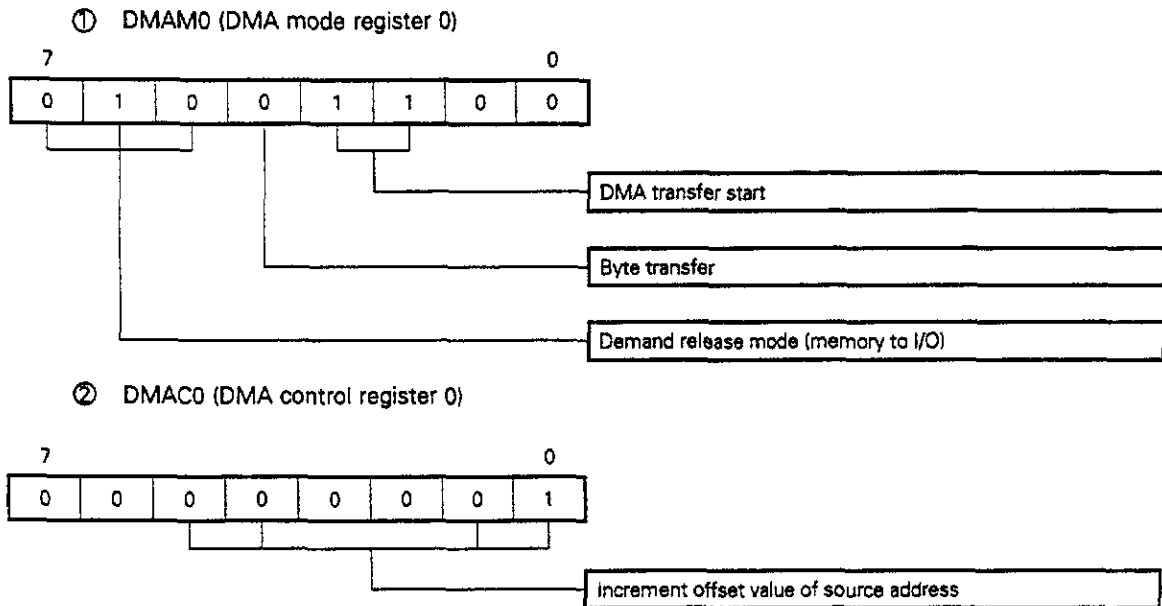 ① DMAM0 (DMA mode register 0)
7 0
0 1 0 0 1 1 0 0
DMA transfer start
Byte transfer
Demand release mode (memory to I/O)
② DMAC0 (DMA control register 0)
7 0
0 0 0 0 0 0 0 1
Increment offset value of source address